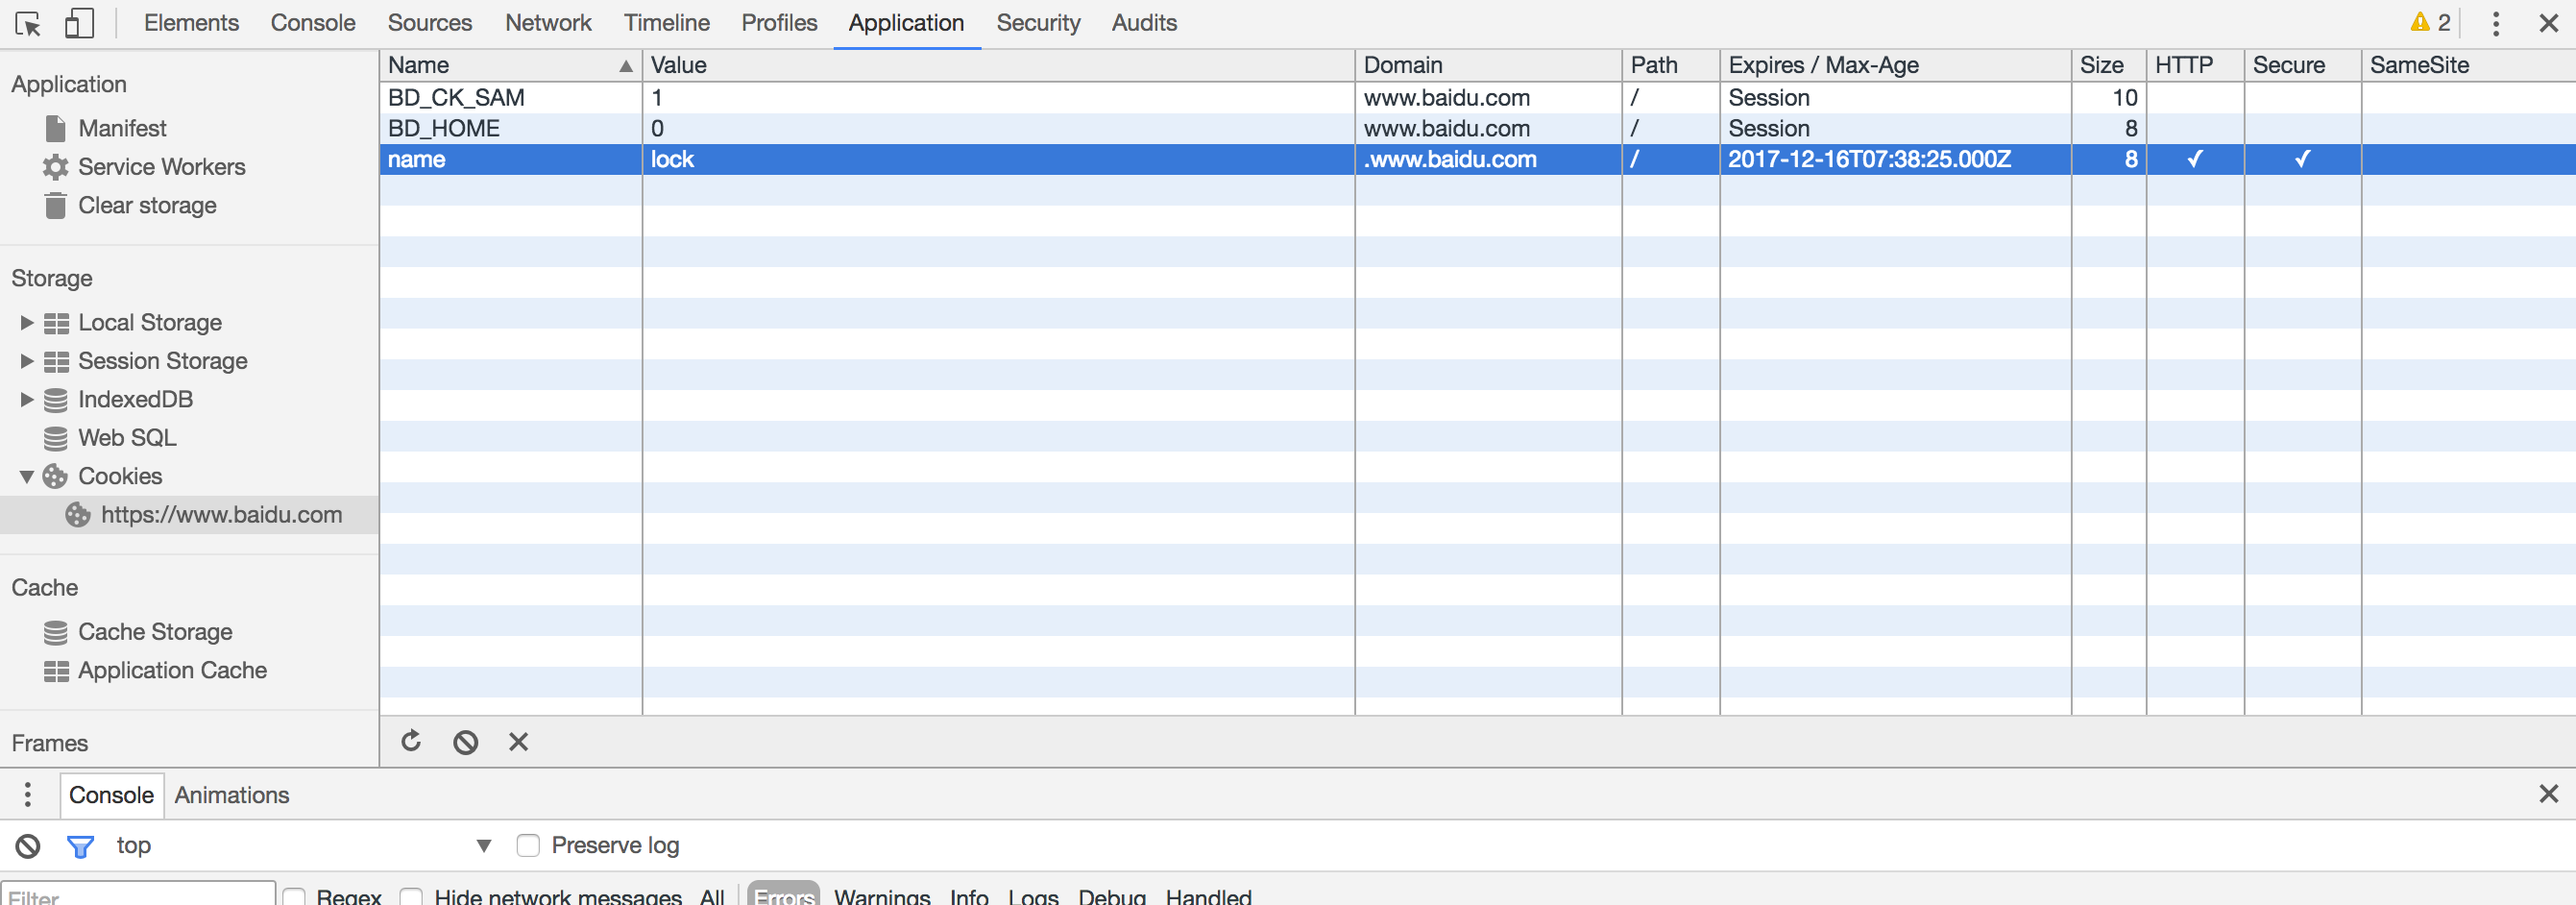 Elements Console Sources Network Timeline Profiles Application Security Audits 2
Application
Manifest
Service Workers
Clear storage
Storage
Local Storage
Session Storage
IndexedDB
Web SQL
Cookies
https://www.baidu.com
Cache
Cache Storage
Application Cache
Frames
Name Value Domain Path Expires / Max-Age Size HTTP Secure SameSite
BD_CK_SAM 1 www.baidu.com / Session 10
BD_HOME 0 www.baidu.com / Session 8
name lock .www.baidu.com / 2017-12-16T07:38:25.000Z 8 ✓ ✓
Console Animations
top Preserve log
Filter Regex Hide network messages All Errors Warnings Info Logs Debug Handled